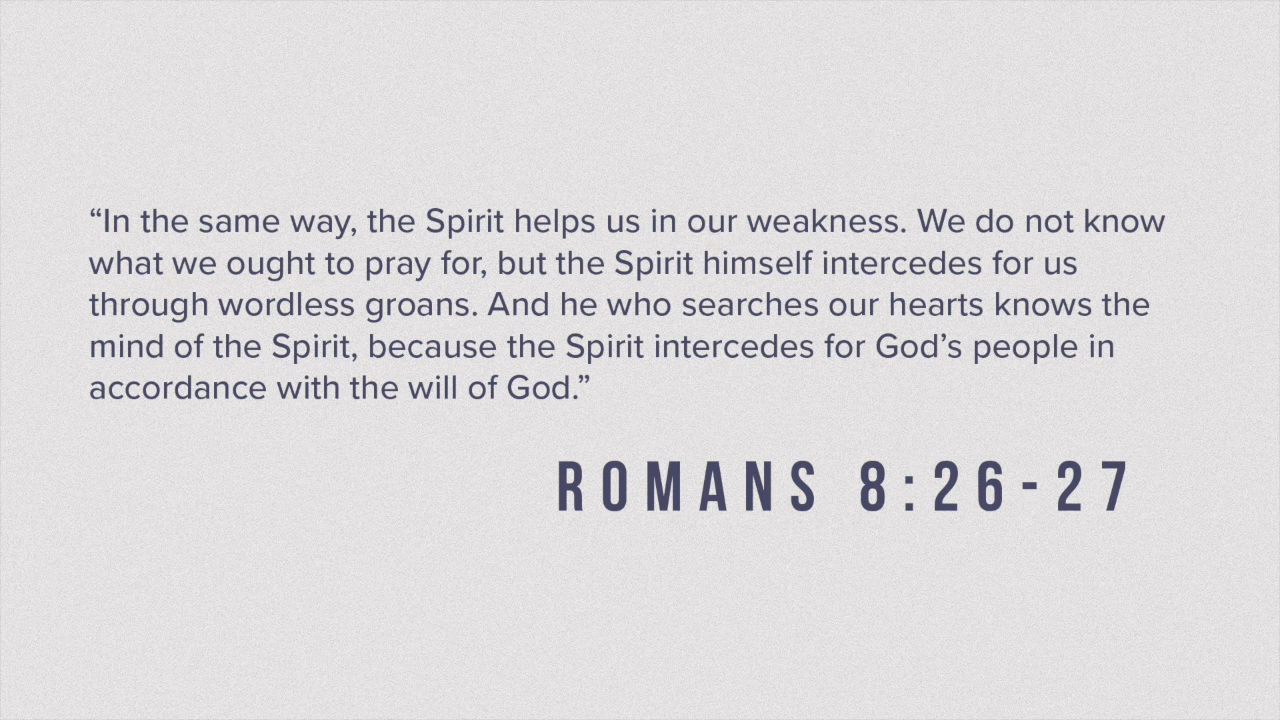 “In the same way, the Spirit helps us in our weakness. We do not know
what we ought to pray for, but the Spirit himself intercedes for us
through wordless groans. And he who searches our hearts knows the
mind of the Spirit, because the Spirit intercedes for God’s people in
accordance with the will of God.”
ROMANS 8:26-27